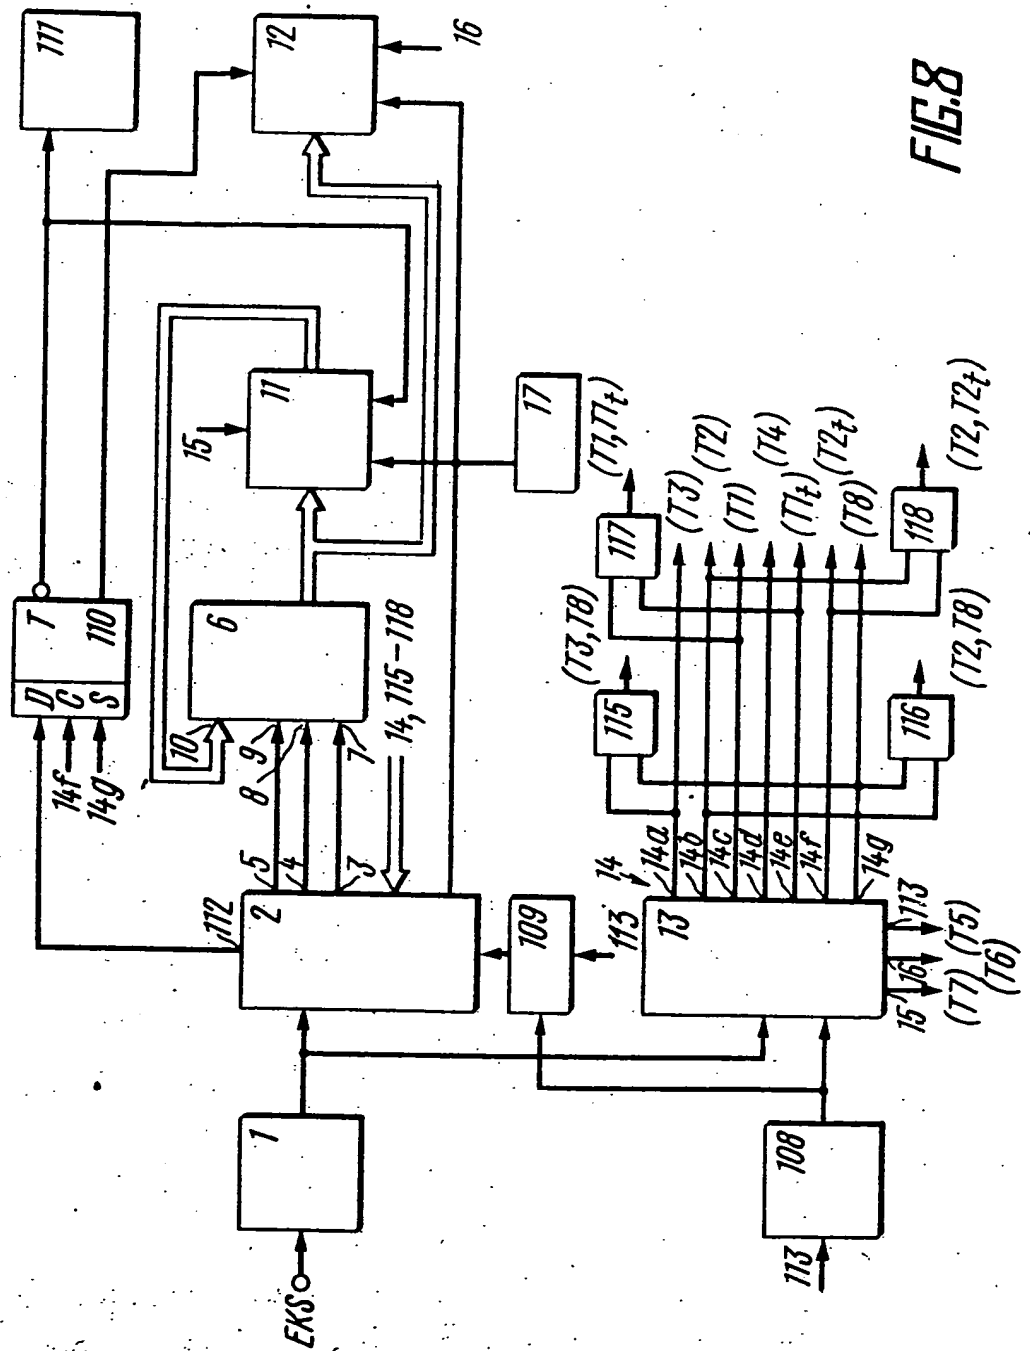 EKS
1
112
2
5
4
3
8
9
10
7
6
14, 115-118
D
C
S
T
110
14f
14g
111
15
11
12
16
17
109
113
108
113
13
14
14a
14b
14c
14d
14e
14f
14g
113
15
16
(T7)
(T6)
(T5)
115
(T3,T8)
116
(T2,T8)
117
(T1,T1t)
118
(T2,T2t)
(T3)
(T2)
(T1)
(T4)
(T1t)
(T2t)
(T8)
FIG.8